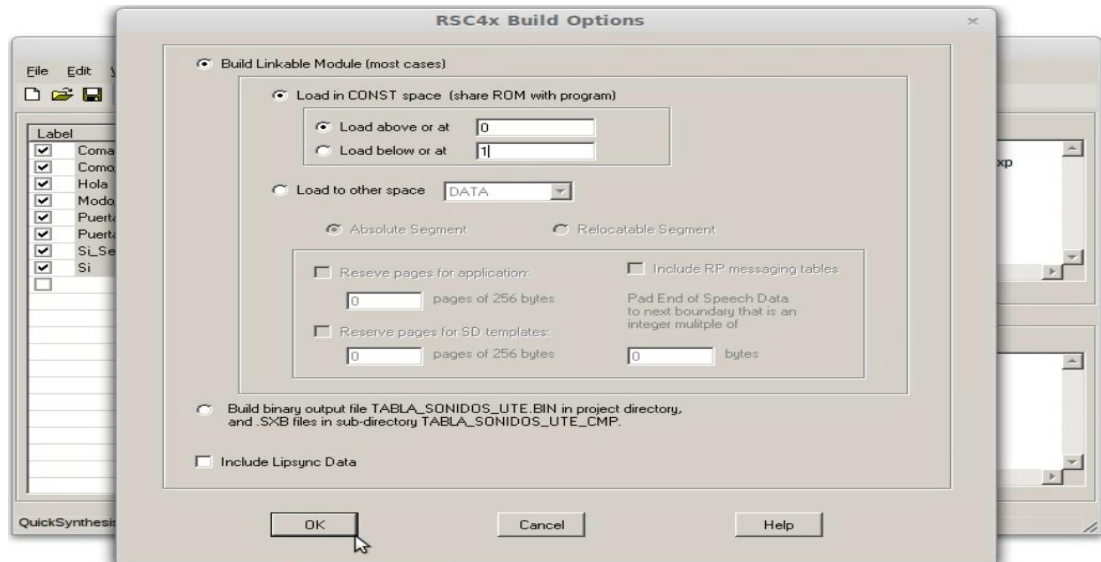 RSC4x Build Options
File Edit
Label
Coma
Como
Hola
Modo
Puerta
Puerta
Si_Se
Si
xp
Build Linkable Module (most cases)
Load in CONST space (share ROM with program)
Load above or at 0
Load below or at 1
Load to other space DATA
Absolute Segment Relocatable Segment
Reseve pages for application:
0 pages of 256 bytes
Reserve pages for SD templates:
0 pages of 256 bytes
Include RP messaging tables
Pad End of Speech Data
to next boundary that is an
integer mulitple of
0 bytes
Build binary output file TABLA_SONIDOS_UTE.BIN in project directory,
and .SXB files in sub-directory TABLA_SONIDOS_UTE_CMP.
Include Lipsync Data
OK Cancel Help
QuickSynthesis